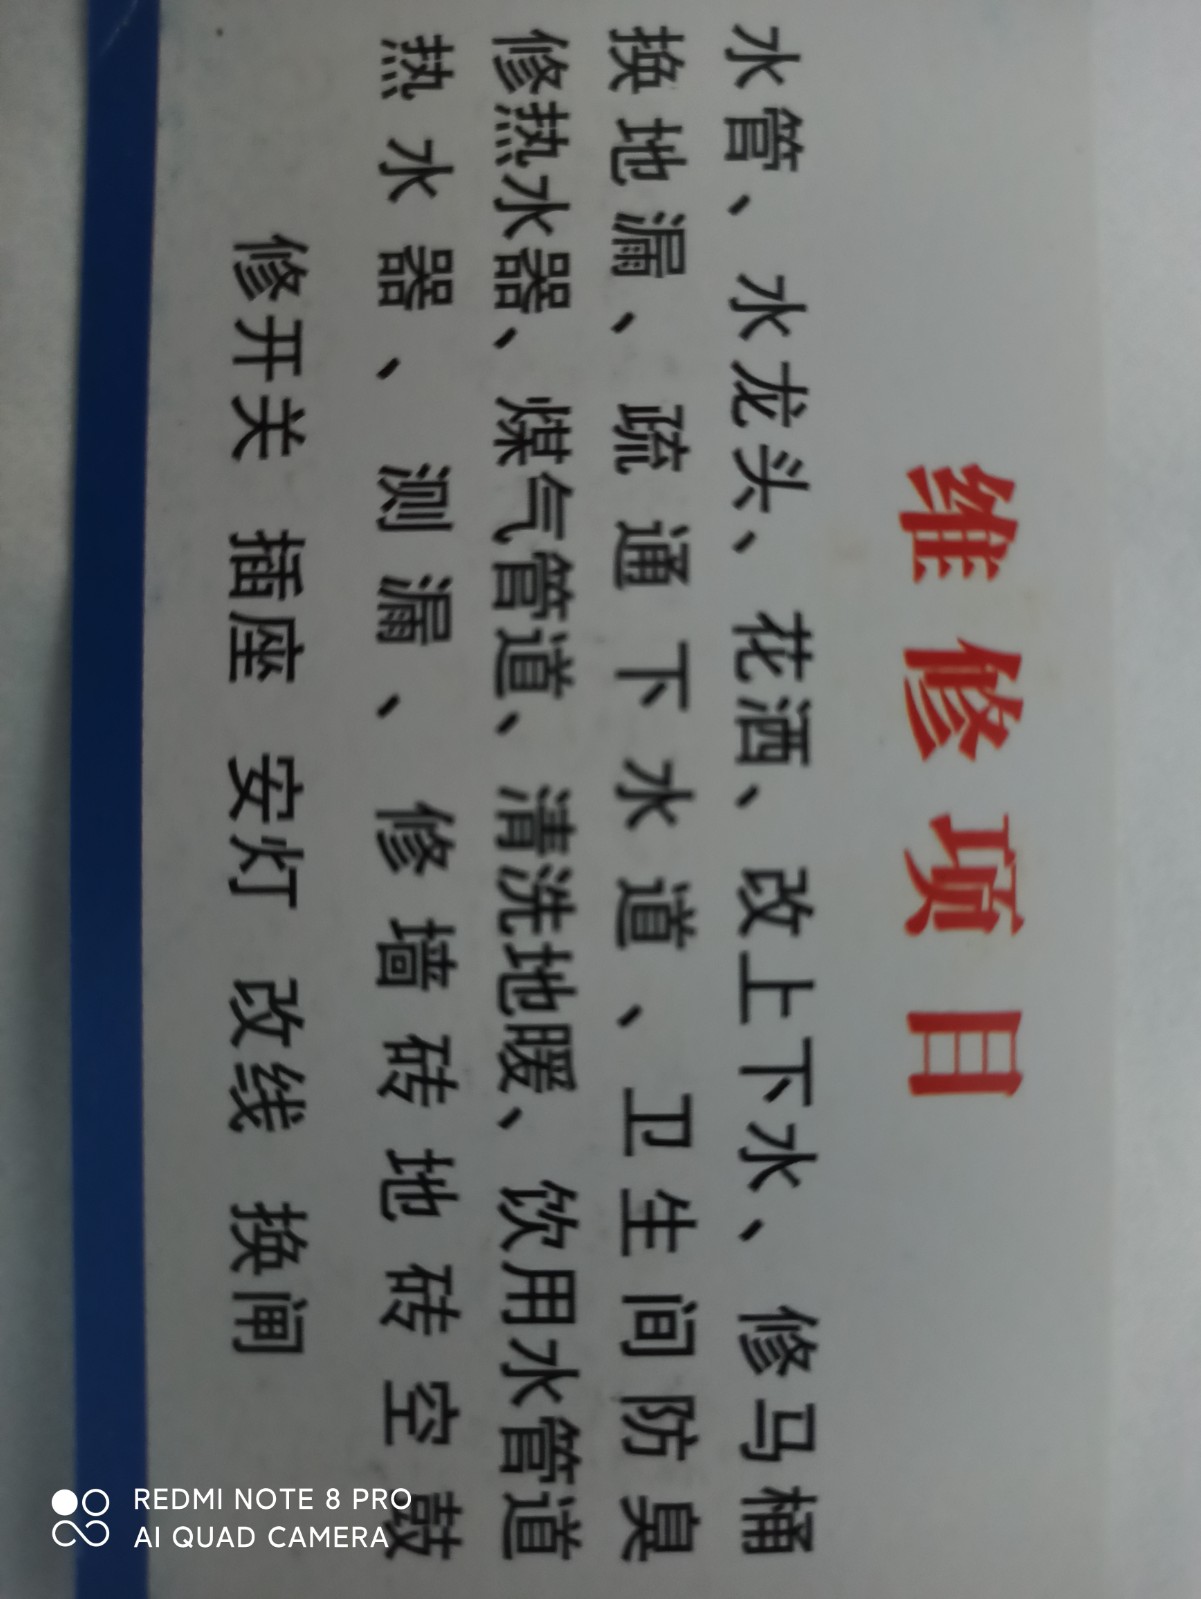 维修项目
水管、水龙头、花洒、改上下水、修马桶
换地漏、疏通下水道、卫生间防臭
修热水器、煤气管道、清洗地暖、饮用水管道
热水器、测漏、修墙砖地砖空鼓
修开关 插座 安灯 改线 换闸
REDMI NOTE 8 PRO
AI QUAD CAMERA